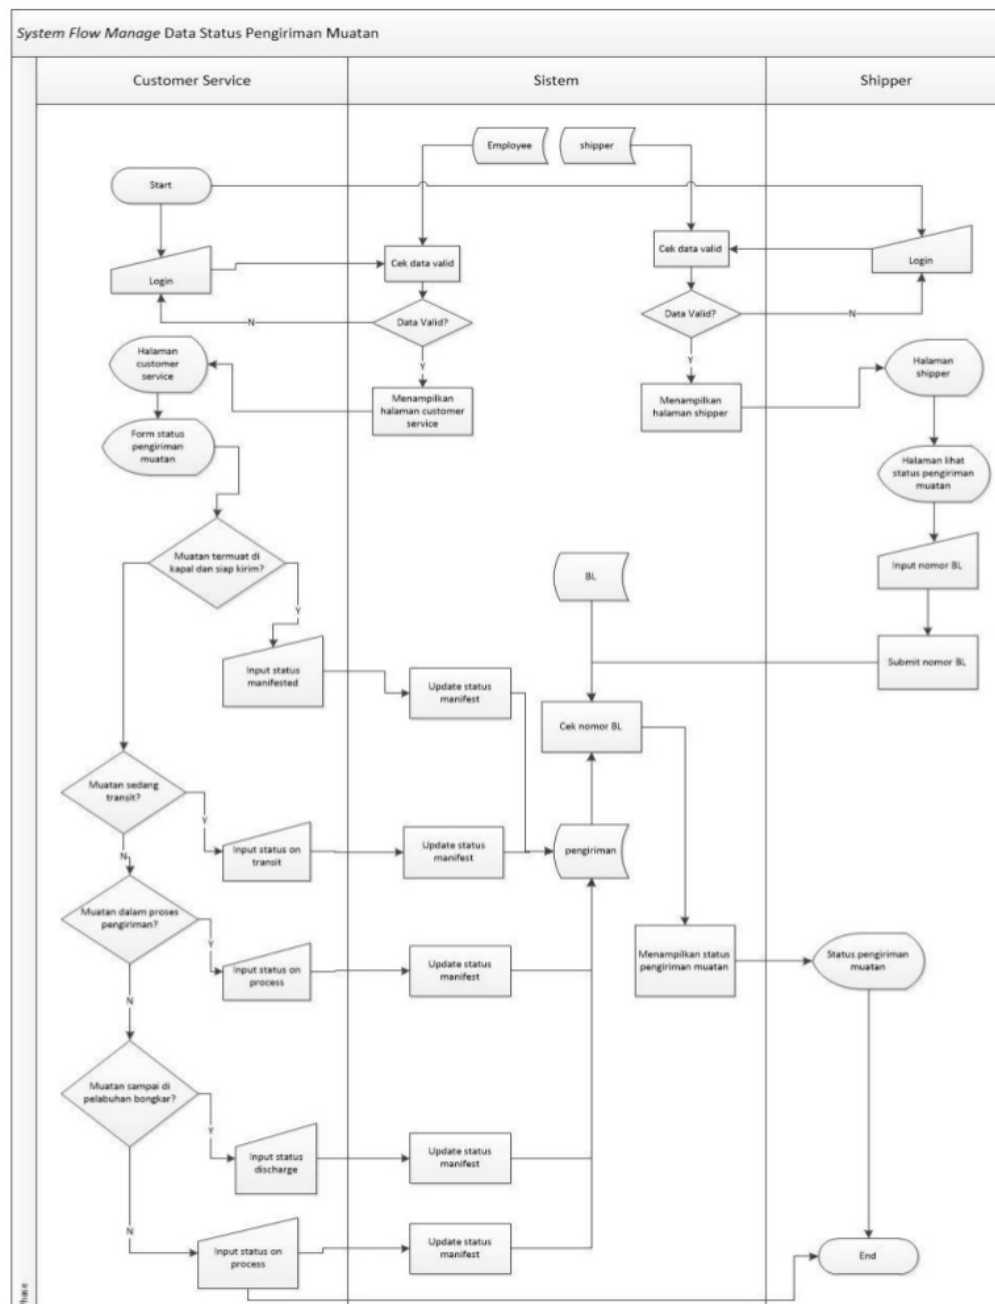 System Flow Manage Data Status Pengiriman Muatan
Customer Service
Sistem
Shipper
Employee
shipper
Start
Login
Cek data valid
Cek data valid
Login
N
Data Valid?
Data Valid?
N
Y
Y
Halaman
customer
service
Menampilkan
halaman customer
service
Menampilkan
halaman shipper
Halaman
shipper
Form status
pengiriman
muatan
Halaman lihat
status pengiriman
muatan
Muatan termuat di
kapal dan siap kirim?
Y
BL
Input nomor BL
Input status
manifested
Update status
manifest
Submit nomor BL
Cek nomor BL
Muatan sedang
transit?
Y
N
Input status on
transit
Update status
manifest
pengiriman
Muatan dalam proses
pengiriman?
Y
N
Input status on
process
Update status
manifest
Menampilkan status
pengiriman muatan
Status pengiriman
muatan
Muatan sampai di
pelabuhan bongkar?
Y
Input status
discharge
Update status
manifest
N
Input status on
process
Update status
manifest
End
Phase